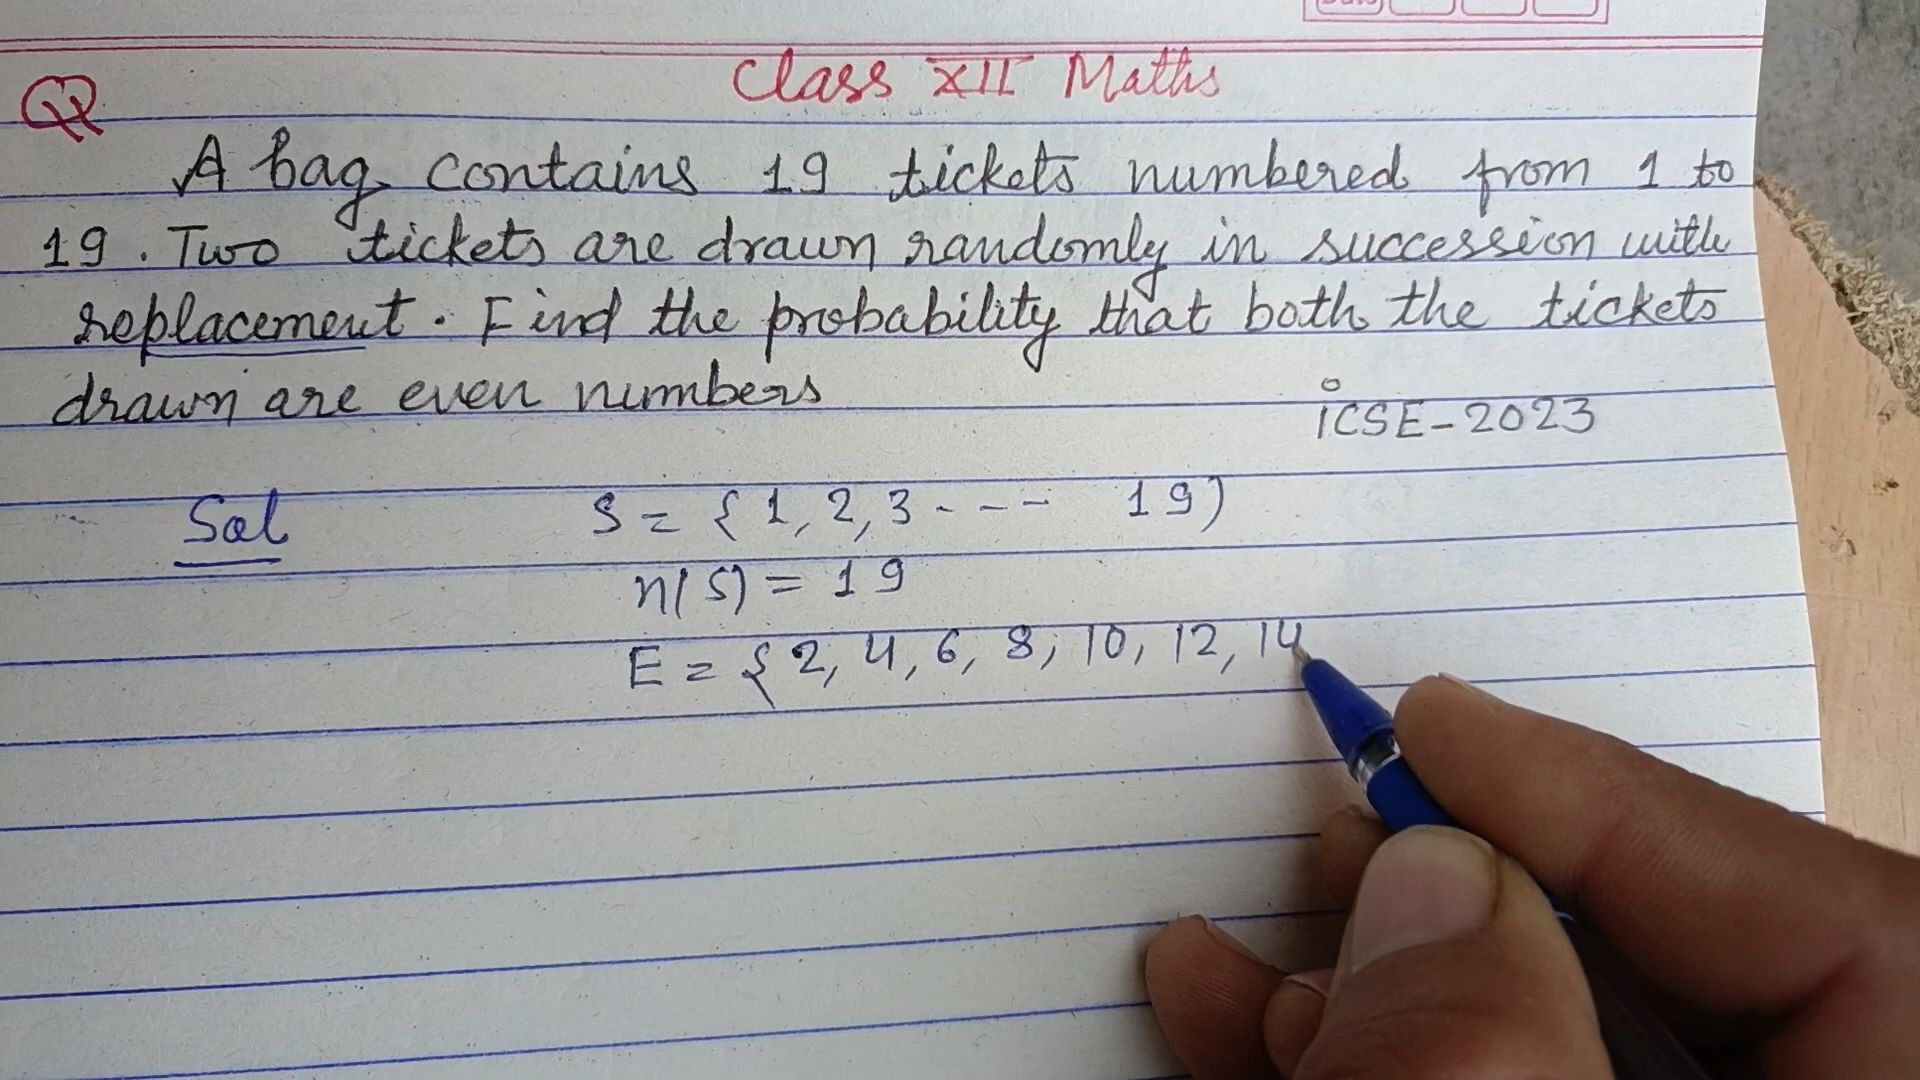 Class XII Maths
Q
A bag contains 19 tickets numbered from 1 to
19. Two tickets are drawn randomly in succession with
replacement. Find the probability that both the tickets
drawn are even numbers
iCSE-2023
Sol
S = {1, 2, 3 - - - 19)
n(S) = 19
E = {2, 4, 6, 8, 10, 12, 14